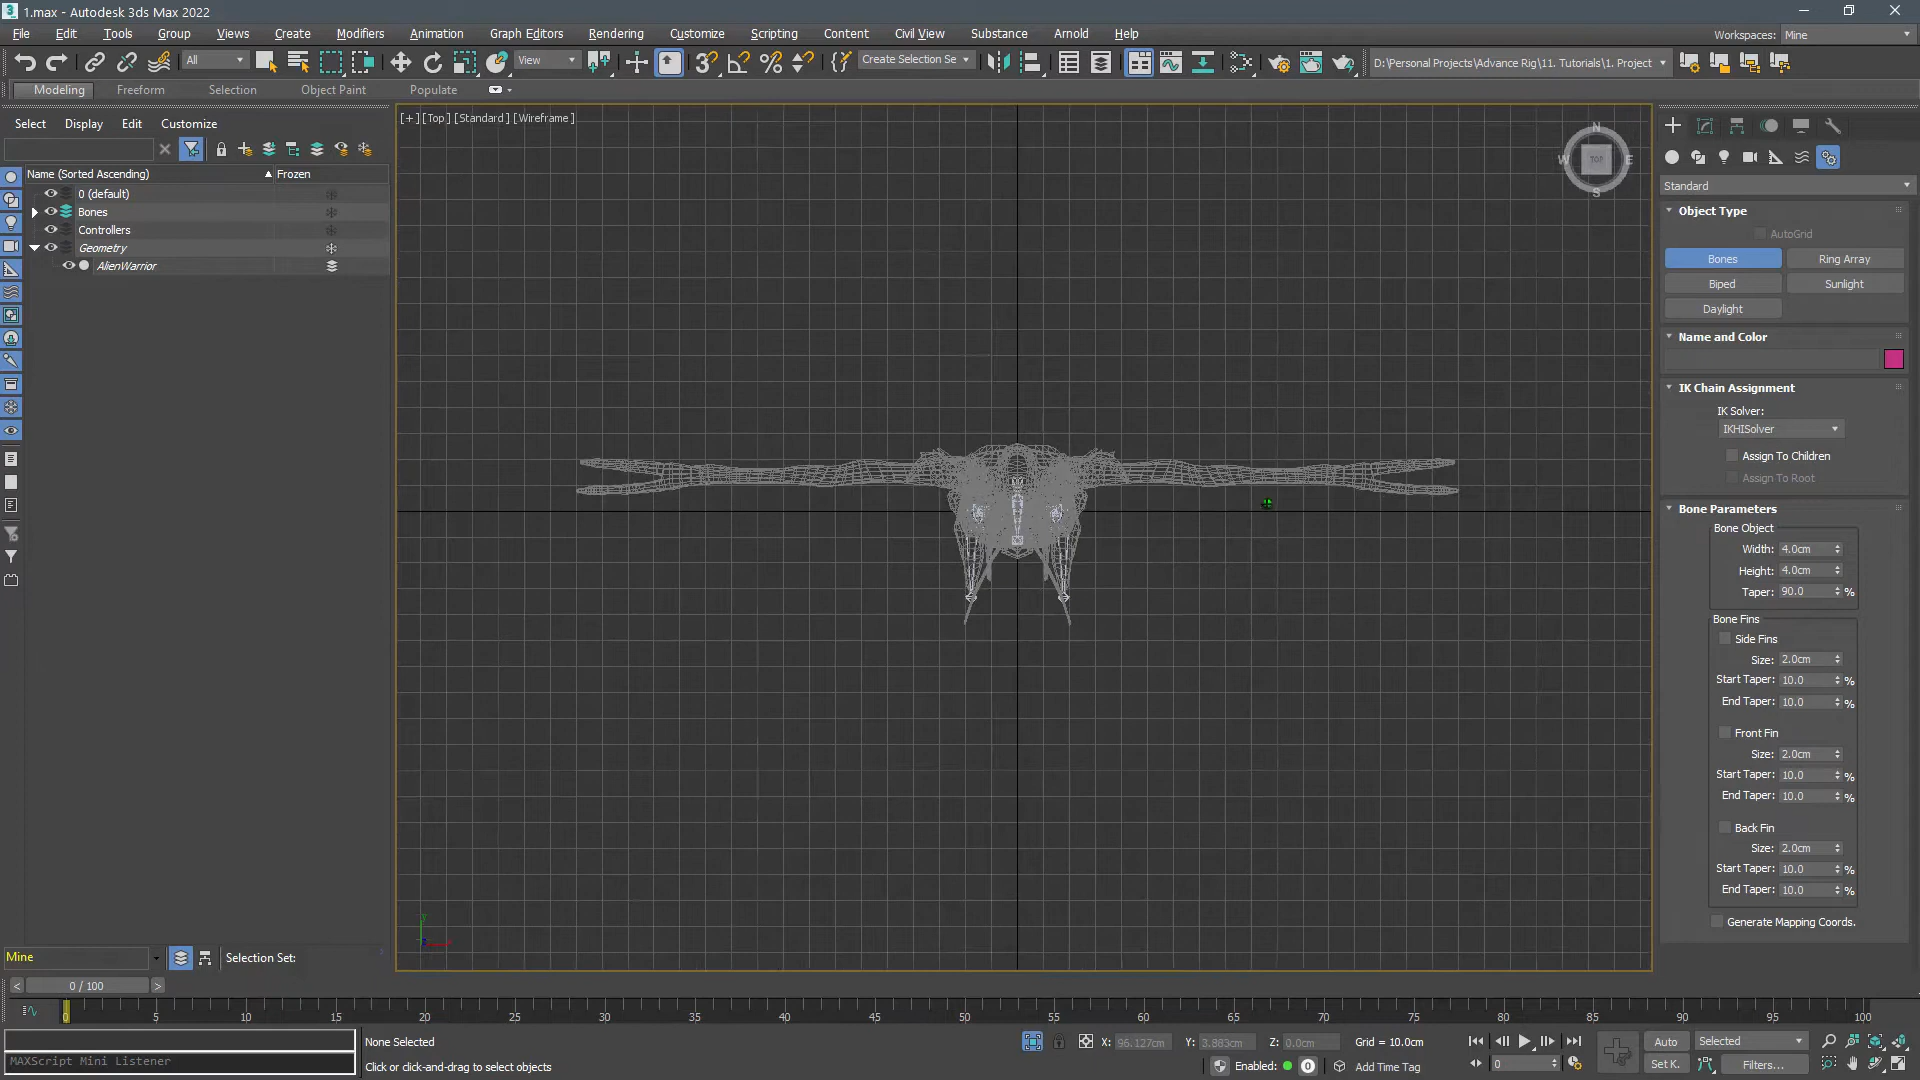 1.max - Autodesk 3ds Max 2022
File Edit Tools Group Views Create Modifiers Animation Graph Editors Rendering Customize Scripting Content Civil View Substance Arnold Help
Workspaces: Mine
All View Create Selection Se D:\Personal Projects\Advance Rig\11. Tutorials\1. Project
Modeling Freeform Selection Object Paint Populate
Select Display Edit Customize
[+] [Top] [Standard] [Wireframe]
Name (Sorted Ascending) Frozen
0 (default)
Bones
Controllers
Geometry
AlienWarrior
N
W TOP E
S
Standard
Object Type
AutoGrid
Bones Ring Array
Biped Sunlight
Daylight
Name and Color
IK Chain Assignment
IK Solver:
IKHISolver
Assign To Children
Assign To Root
Bone Parameters
Bone Object
Width: 4.0cm
Height: 4.0cm
Taper: 90.0 %
Bone Fins
Side Fins
Size: 2.0cm
Start Taper: 10.0 %
End Taper: 10.0 %
Front Fin
Size: 2.0cm
Start Taper: 10.0 %
End Taper: 10.0 %
Back Fin
Size: 2.0cm
Start Taper: 10.0 %
End Taper: 10.0 %
Generate Mapping Coords.
y
Mine Selection Set:
< 0 / 100 >
0 5 10 15 20 25 30 35 40 45 50 55 60 65 70 75 80 85 90 95 100
None Selected X: 96.127cm Y: 3.883cm Z: 0.0cm Grid = 10.0cm Auto Selected
MAXScript Mini Listener
Click or click-and-drag to select objects Enabled: 0 Add Time Tag 0 Set K. Filters...